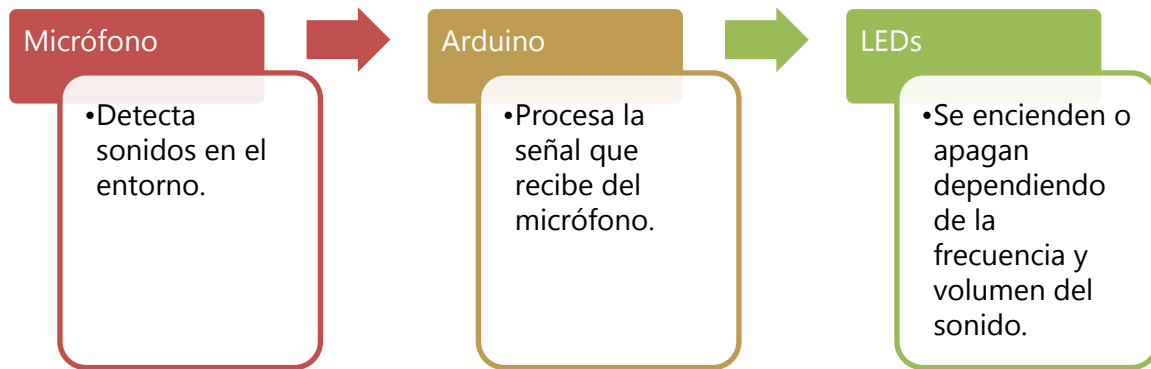 Micrófono
•Detecta
sonidos en el
entorno.
Arduino
•Procesa la
señal que
recibe del
micrófono.
LEDs
•Se encienden o
apagan
dependiendo
de la
frecuencia y
volumen del
sonido.